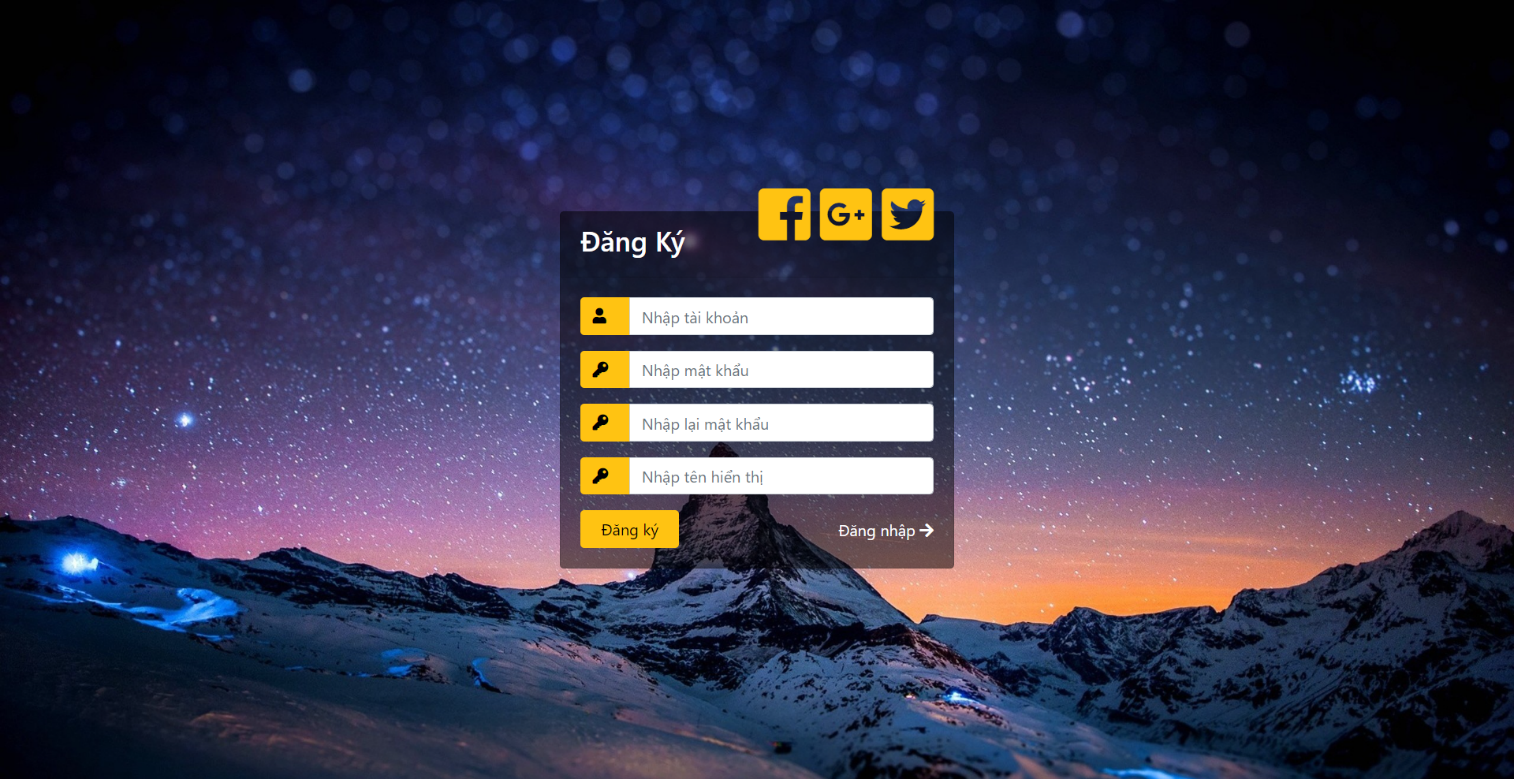 Đăng Ký
G+
Nhập tài khoản
Nhập mật khẩu
Nhập lại mật khẩu
Nhập tên hiển thị
Đăng ký
Đăng nhập